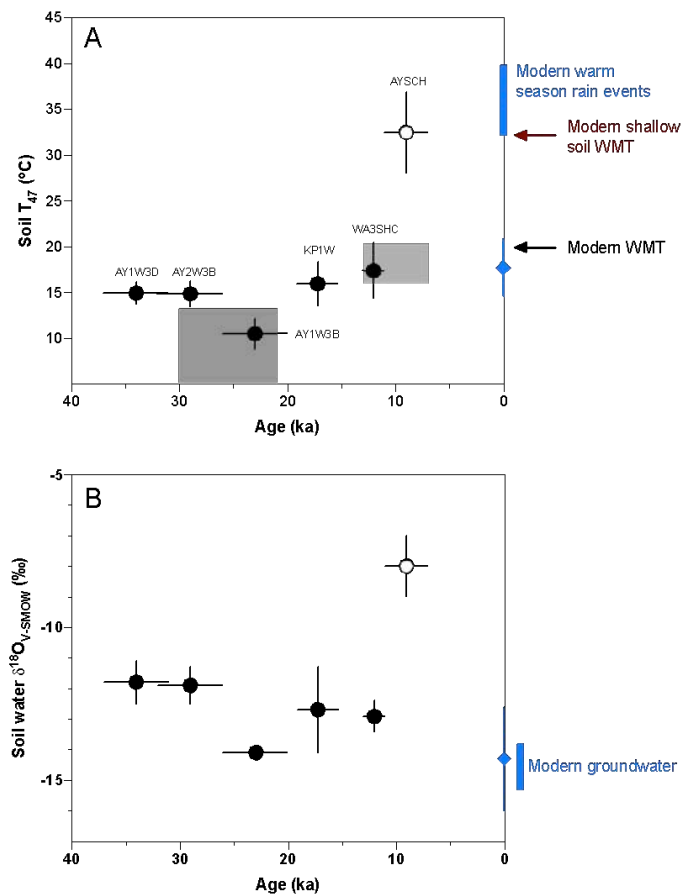 A
45
40
35
30
25
20
15
10
Soil T47 (ºC)
AYSCH
WA3SHC
KP1W
AY1W3D
AY2W3B
AY1W3B
Modern warm
season rain events
Modern shallow
soil WMT
Modern WMT
40
30
20
10
0
Age (ka)
B
-5
-10
-15
Soil water δ18OV-SMOW (‰)
Modern groundwater
40
30
20
10
0
Age (ka)